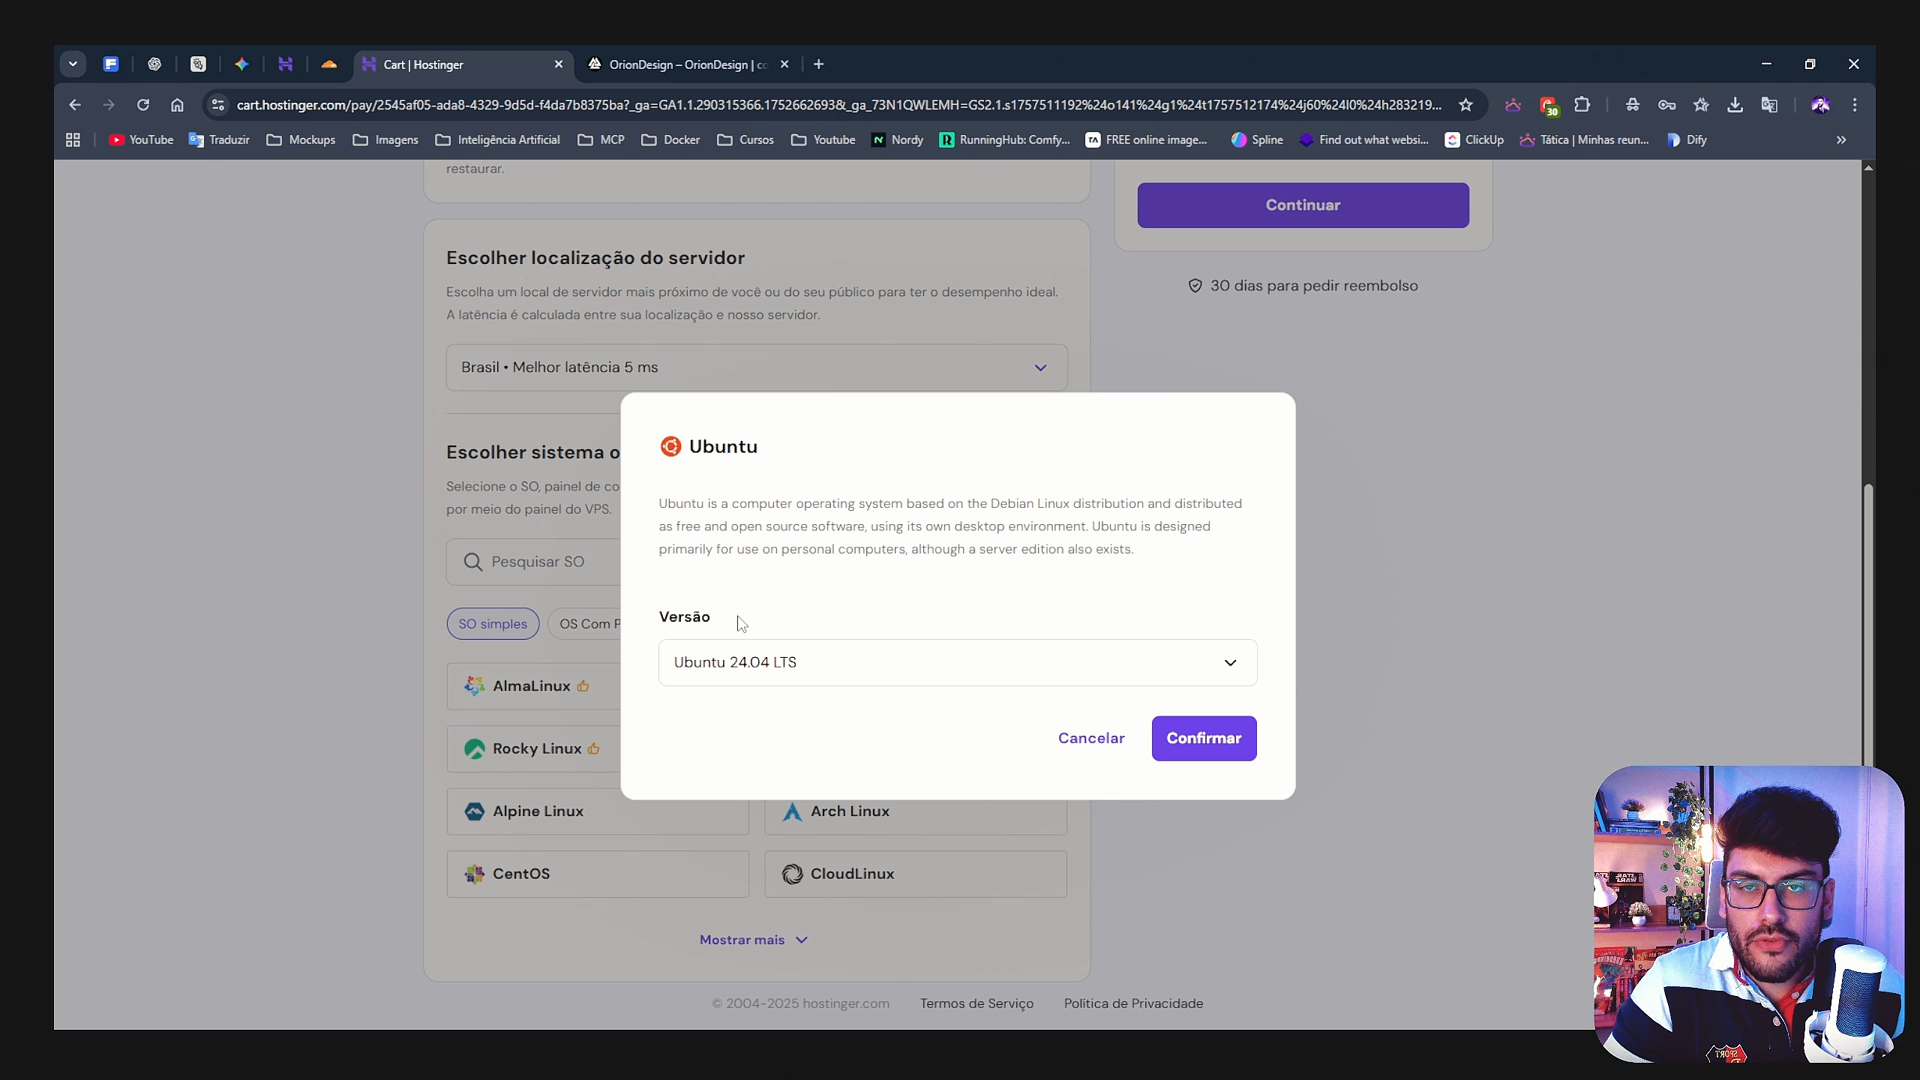 Cart | Hostinger
OrionDesign – OrionDesign | co
cart.hostinger.com/pay/2545af05-ada8-4329-9d5d-f4da7b8375ba?_ga=GA1.1.290315366.1752662693&_ga_73N1QWLEMH=GS2.1.s1757511192%24o141%24g1%24t1757512174%24j60%24l0%24h283219...
30
YouTube
Traduzir
Mockups
Imagens
Inteligência Artificial
MCP
Docker
Cursos
Youtube
Nordy
RunningHub: Comfy...
FREE online image...
Spline
Find out what websi...
ClickUp
Tática | Minhas reun...
Dify
restaurar.
Continuar
30 dias para pedir reembolso
Escolher localização do servidor
Escolha um local de servidor mais próximo de você ou do seu público para ter o desempenho ideal.
A latência é calculada entre sua localização e nosso servidor.
Brasil • Melhor latência 5 ms
Escolher sistema o
Selecione o SO, painel de co
por meio do painel do VPS.
Pesquisar SO
SO simples
OS Com P
AlmaLinux
Rocky Linux
Alpine Linux
Arch Linux
CentOS
CloudLinux
Mostrar mais
Ubuntu
Ubuntu is a computer operating system based on the Debian Linux distribution and distributed
as free and open source software, using its own desktop environment. Ubuntu is designed
primarily for use on personal computers, although a server edition also exists.
Versão
Ubuntu 24.04 LTS
Cancelar
Confirmar
© 2004-2025 hostinger.com
Termos de Serviço
Política de Privacidade